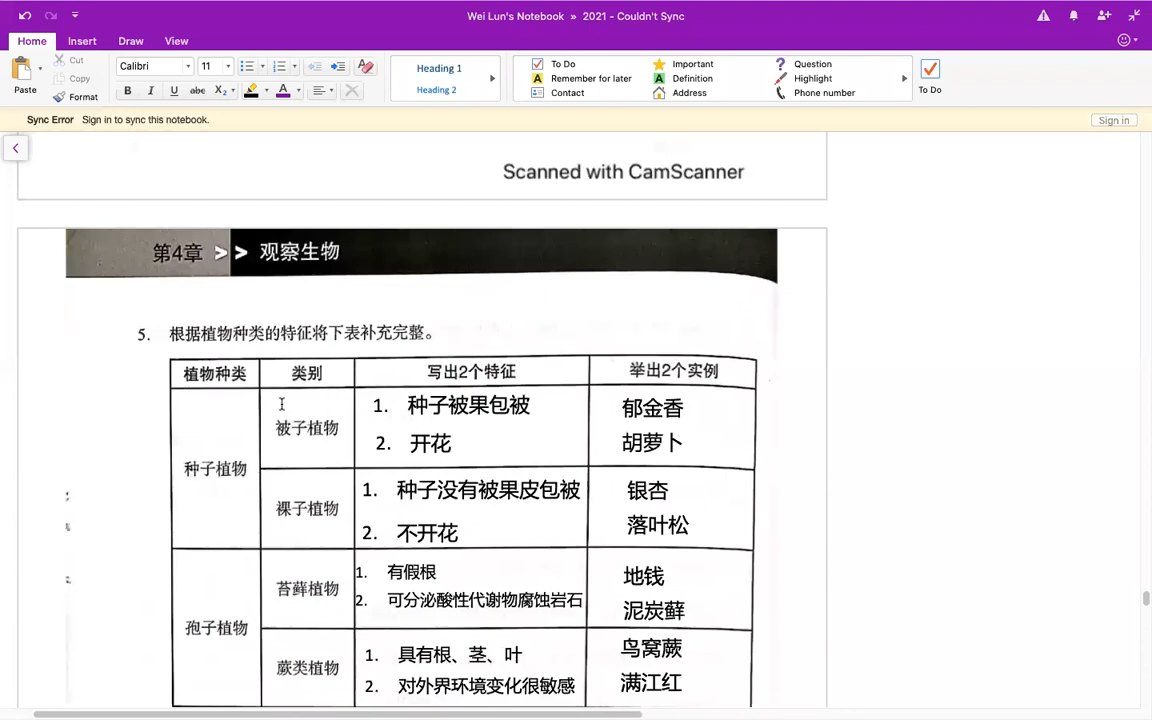 Wei Lun's Notebook » 2021 - Couldn't Sync
Home Insert Draw View
Paste
Cut
Copy
Format
Calibri 11
B I U abc X₂ A
Heading 1
Heading 2
To Do
Remember for later
Contact
Important
Definition
Address
Question
Highlight
Phone number
To Do
Sync Error Sign in to sync this notebook.
Sign in
Scanned with CamScanner
第4章 >> 观察生物
5. 根据植物种类的特征将下表补充完整。
植物种类 类别 写出2个特征 举出2个实例
种子植物
被子植物
1. 种子被果包被
2. 开花
郁金香
胡萝卜
裸子植物
1. 种子没有被果皮包被
2. 不开花
银杏
落叶松
孢子植物
苔藓植物
1. 有假根
2. 可分泌酸性代谢物腐蚀岩石
地钱
泥炭藓
蕨类植物
1. 具有根、茎、叶
2. 对外界环境变化很敏感
鸟窝蕨
满江红